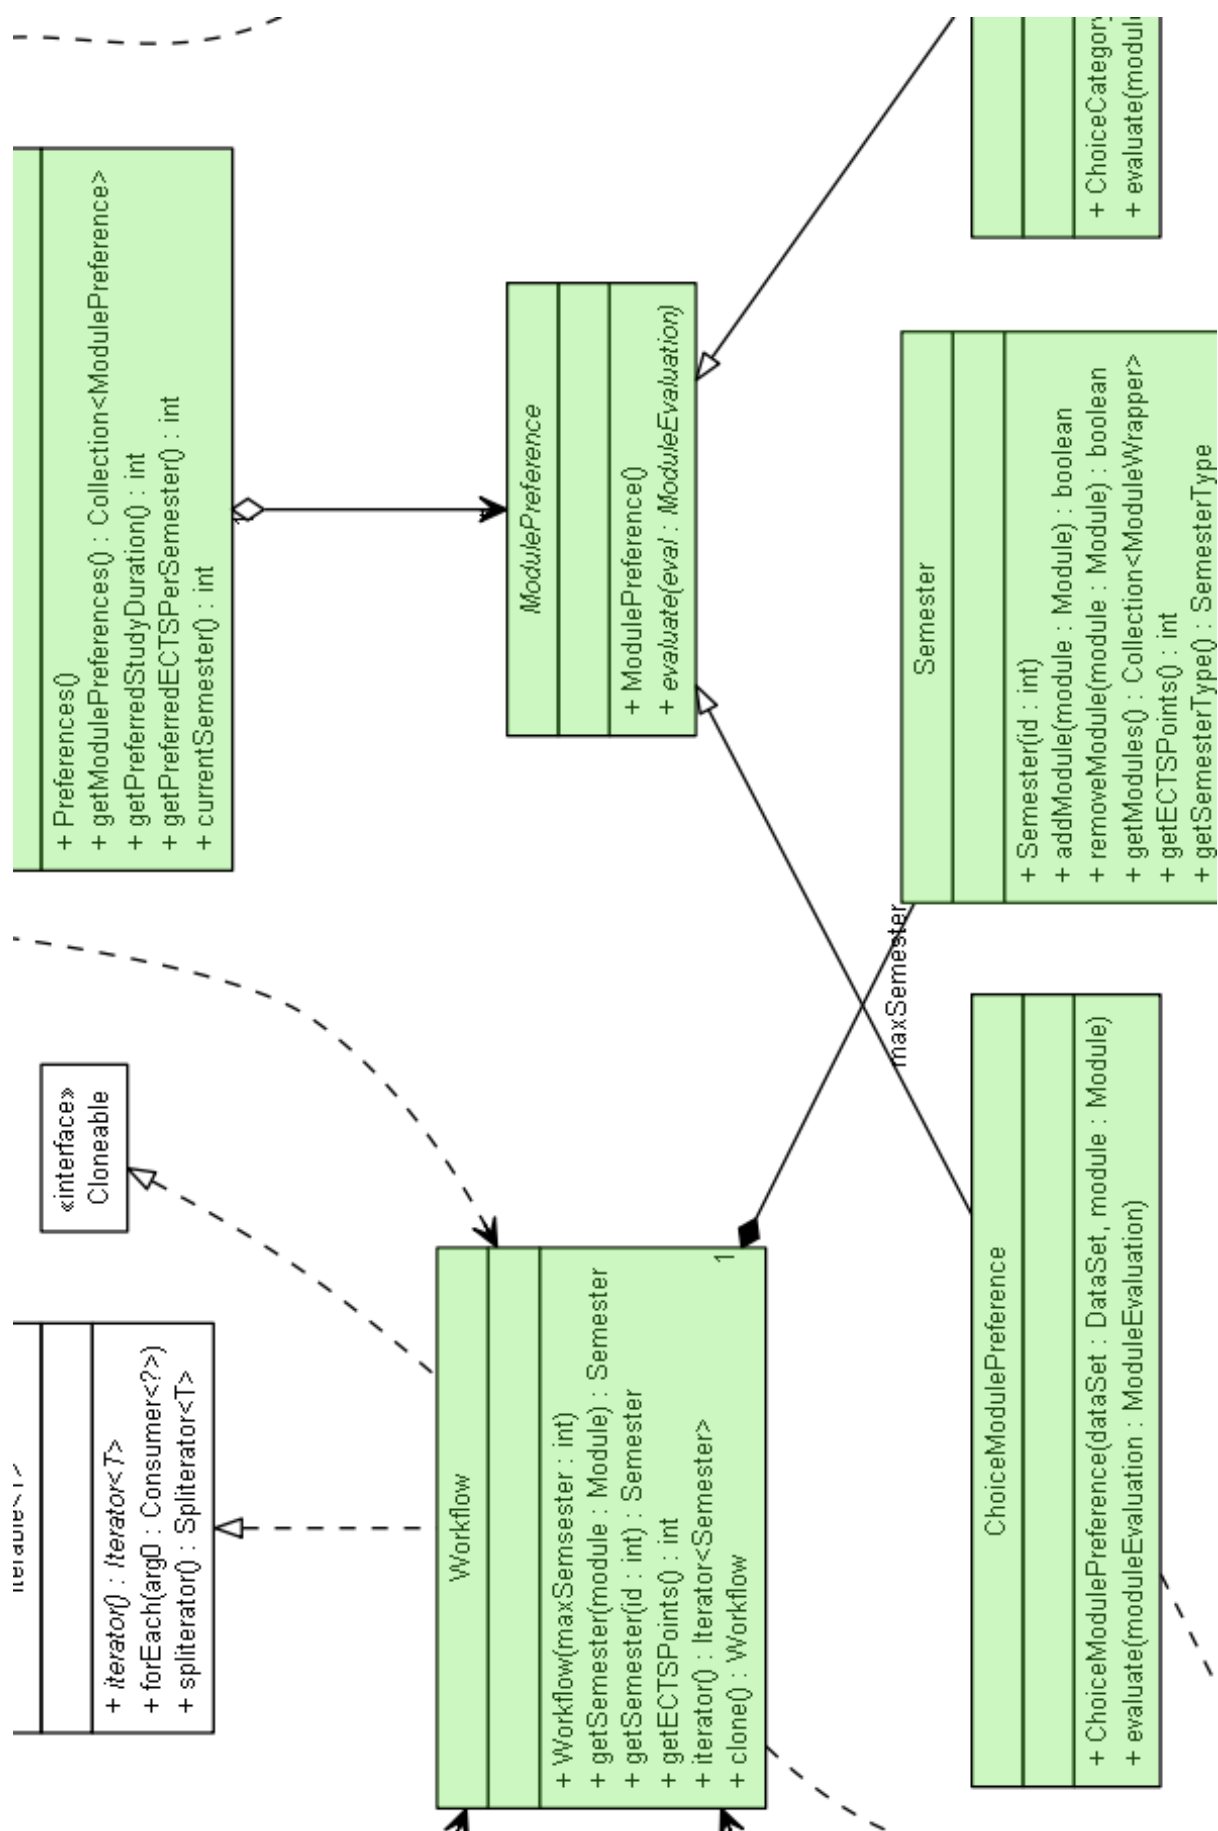 + Preferences()
+ getModulePreferences() : Collection<ModulePreference>
+ getPreferredStudyDuration() : int
+ getPreferredECTSPerSemester() : int
+ currentSemester() : int
ModulePreference
+ ModulePreference()
+ evaluate(eval : ModuleEvaluation)
+ ChoiceCategory
+ evaluate(modul
Semester
+ Semester(id : int)
+ addModule(module : Module) : boolean
+ removeModule(module : Module) : boolean
+ getModules() : Collection<ModuleWrapper>
+ getECTSPoints() : int
+ getSemesterType() : SemesterType
maxSemester
«interface»
Cloneable
+ iterator() : Iterator<T>
+ forEach(arg0 : Consumer<?>)
+ spliterator() : Spliterator<T>
Workflow
+ Workflow(maxSemsester : int)
+ getSemester(module : Module) : Semester
+ getSemester(id : int) : Semester
+ getECTSPoints() : int
+ iterator() : Iterator<Semester>
+ clone() : Workflow
1
ChoiceModulePreference
+ ChoiceModulePreference(dataSet : DataSet, module : Module)
+ evaluate(moduleEvaluation : ModuleEvaluation)